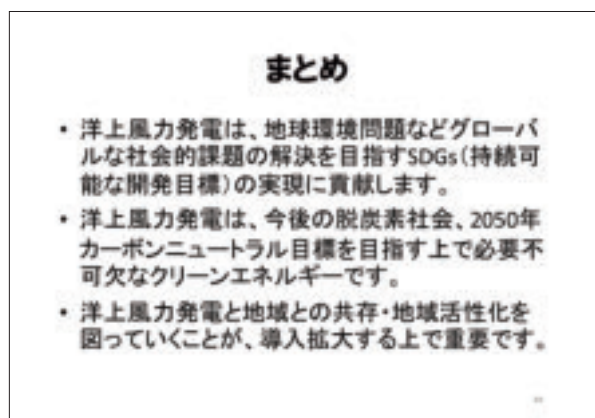 まとめ
• 洋上風力発電は、地球環境問題などグローバ
ルな社会的課題の解決を目指すSDGs(持続可
能な開発目標)の実現に貢献します。
• 洋上風力発電は、今後の脱炭素社会、2050年
カーボンニュートラル目標を目指す上で必要不
可欠なクリーンエネルギーです。
• 洋上風力発電と地域との共存・地域活性化を
図っていくことが、導入拡大する上で重要です。